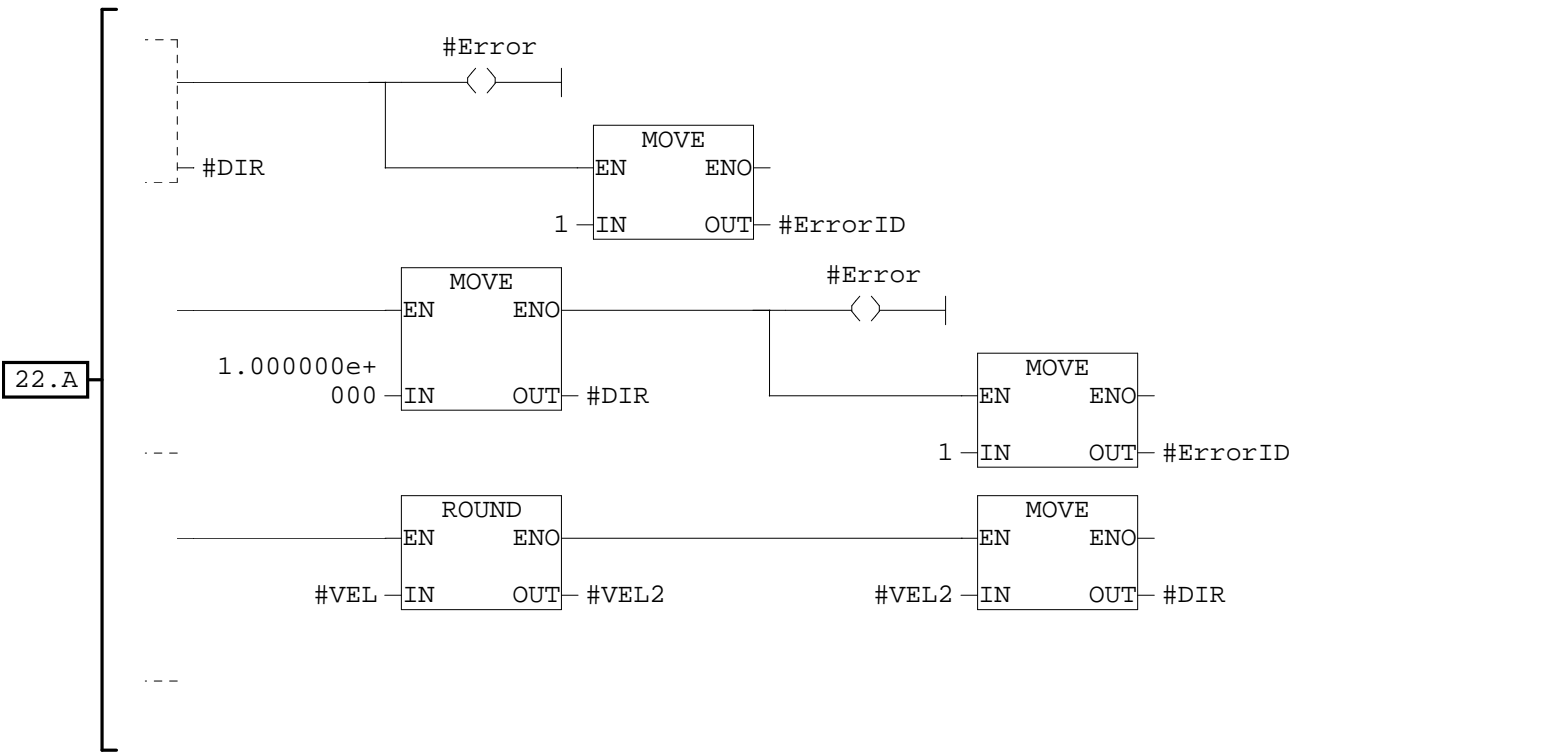 #Error
MOVE
#DIR
EN ENO
1 IN OUT #ErrorID
#Error
MOVE
EN ENO
1.000000e+
MOVE
000 IN OUT #DIR
EN ENO
22.A
1 IN OUT #ErrorID
ROUND MOVE
EN ENO EN ENO
#VEL IN OUT #VEL2 #VEL2 IN OUT #DIR